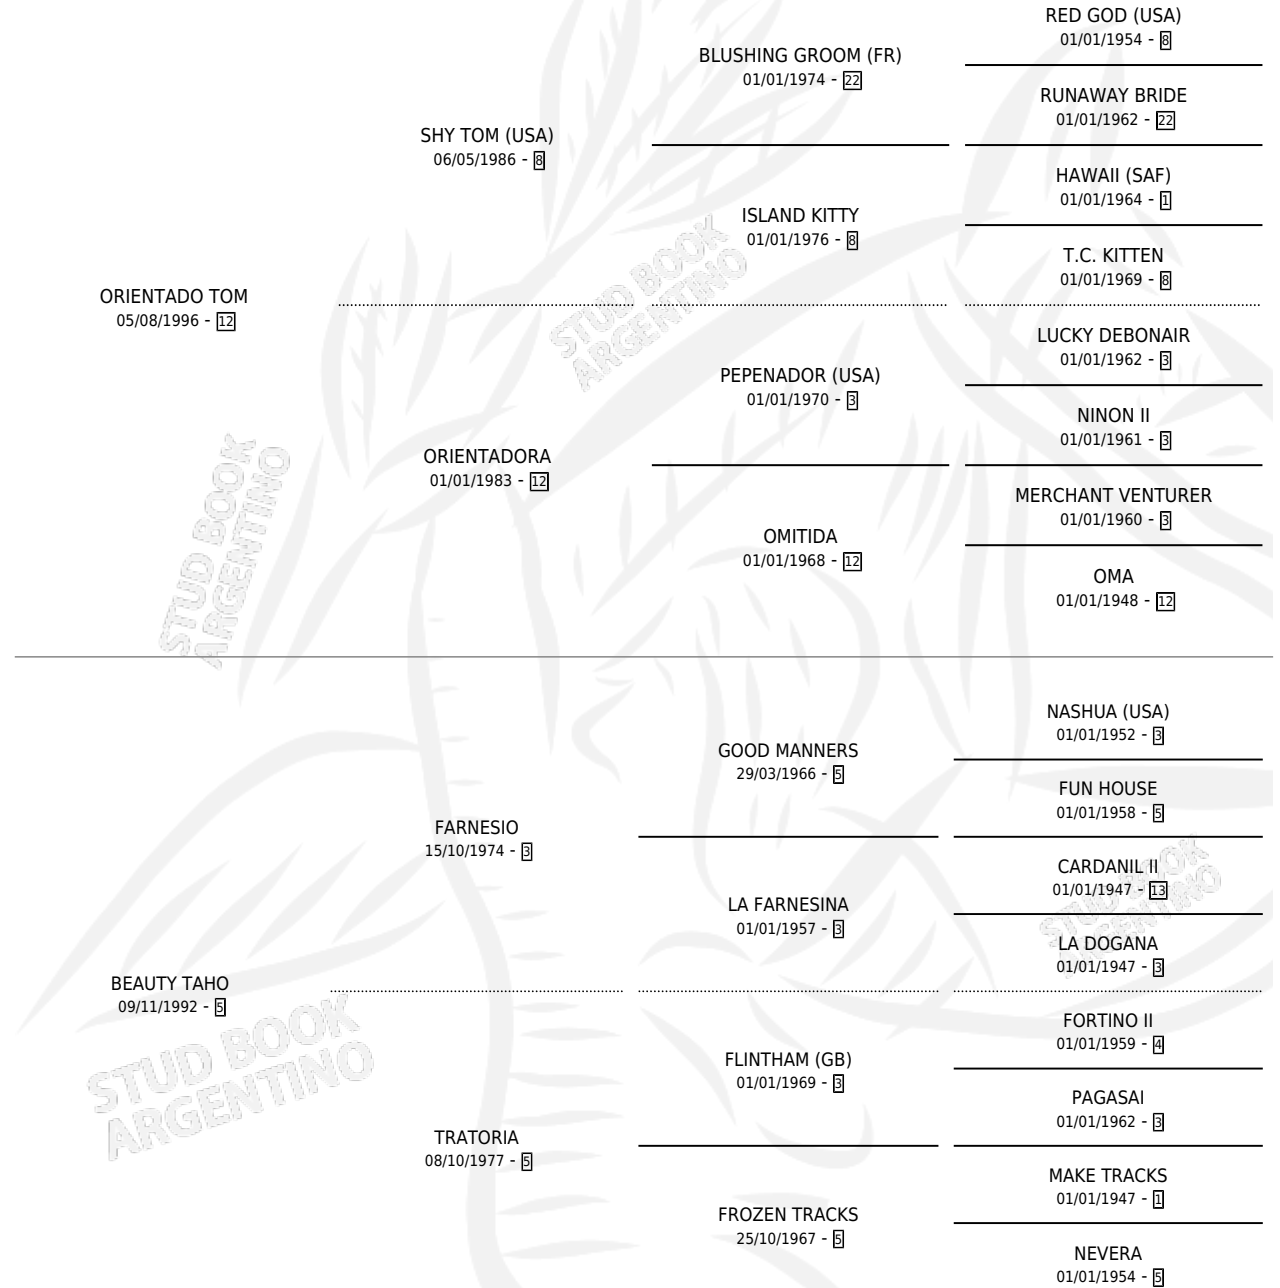 RED GOD (USA)
01/01/1954 - 8
BLUSHING GROOM (FR)
01/01/1974 - 22
RUNAWAY BRIDE
01/01/1962 - 22
SHY TOM (USA)
06/05/1986 - 8
HAWAII (SAF)
01/01/1964 - 1
ISLAND KITTY
01/01/1976 - 8
T.C. KITTEN
01/01/1969 - 8
ORIENTADO TOM
05/08/1996 - 12
LUCKY DEBONAIR
01/01/1962 - 3
PEPENADOR (USA)
01/01/1970 - 3
NINON II
01/01/1961 - 3
ORIENTADORA
01/01/1983 - 12
MERCHANT VENTURER
01/01/1960 - 3
OMITIDA
01/01/1968 - 12
OMA
01/01/1948 - 12
NASHUA (USA)
01/01/1952 - 3
GOOD MANNERS
29/03/1966 - 5
FUN HOUSE
01/01/1958 - 5
FARNESIO
15/10/1974 - 3
CARDANIL II
01/01/1947 - 13
LA FARNESINA
01/01/1957 - 3
LA DOGANA
01/01/1947 - 3
BEAUTY TAHO
09/11/1992 - 5
FORTINO II
01/01/1959 - 4
FLINTHAM (GB)
01/01/1969 - 3
PAGASAI
01/01/1962 - 3
TRATORIA
08/10/1977 - 5
MAKE TRACKS
01/01/1947 - 1
FROZEN TRACKS
25/10/1967 - 5
NEVERA
01/01/1954 - 5
STUD BOOK
ARGENTINO
STUD BOOK
ARGENTINO
STUD BOOK
ARGENTINO
STUD BOOK
ARGENTINO